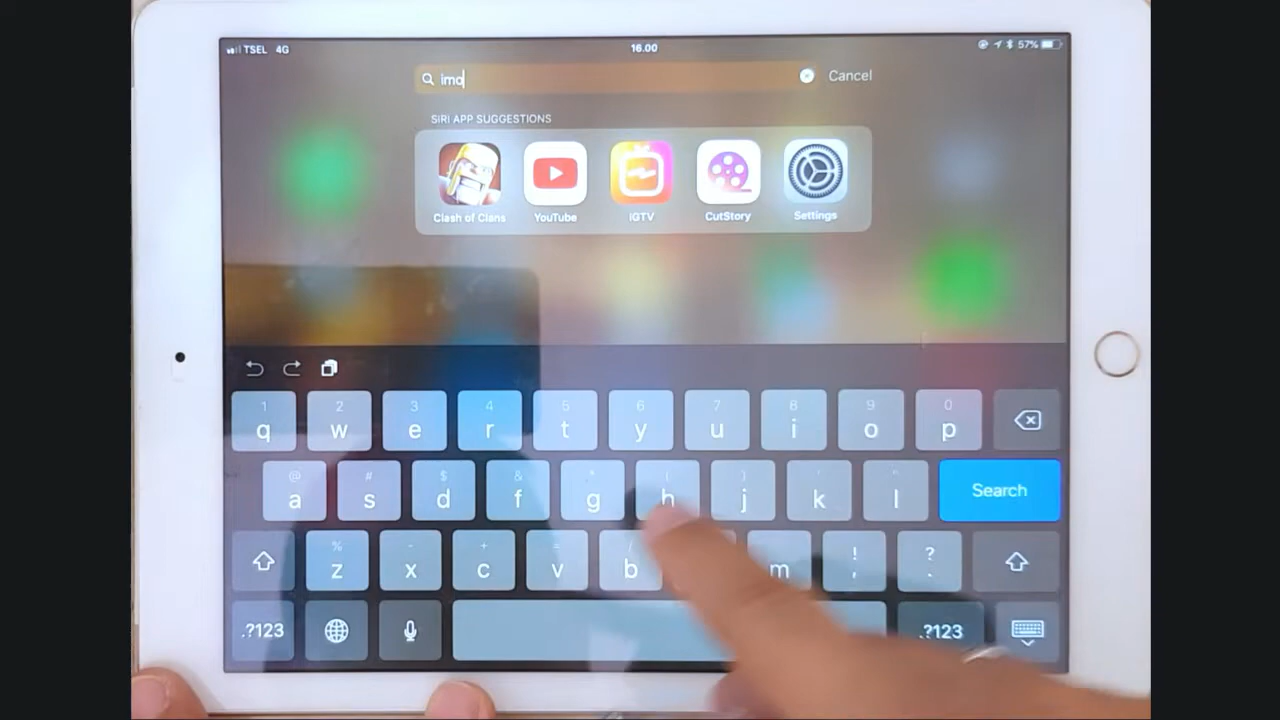 TSEL 4G 16.00 57%
imo Cancel
SIRI APP SUGGESTIONS
Clash of Clans YouTube IGTV CutStory Settings
1 2 3 4 5 6 7 8 9 0
q w e r t y u i o p
@ # $ & * ( ) ' "
a s d f g h j k l Search
% - + = / ! ?
z x c v b m , .
.?123 .?123